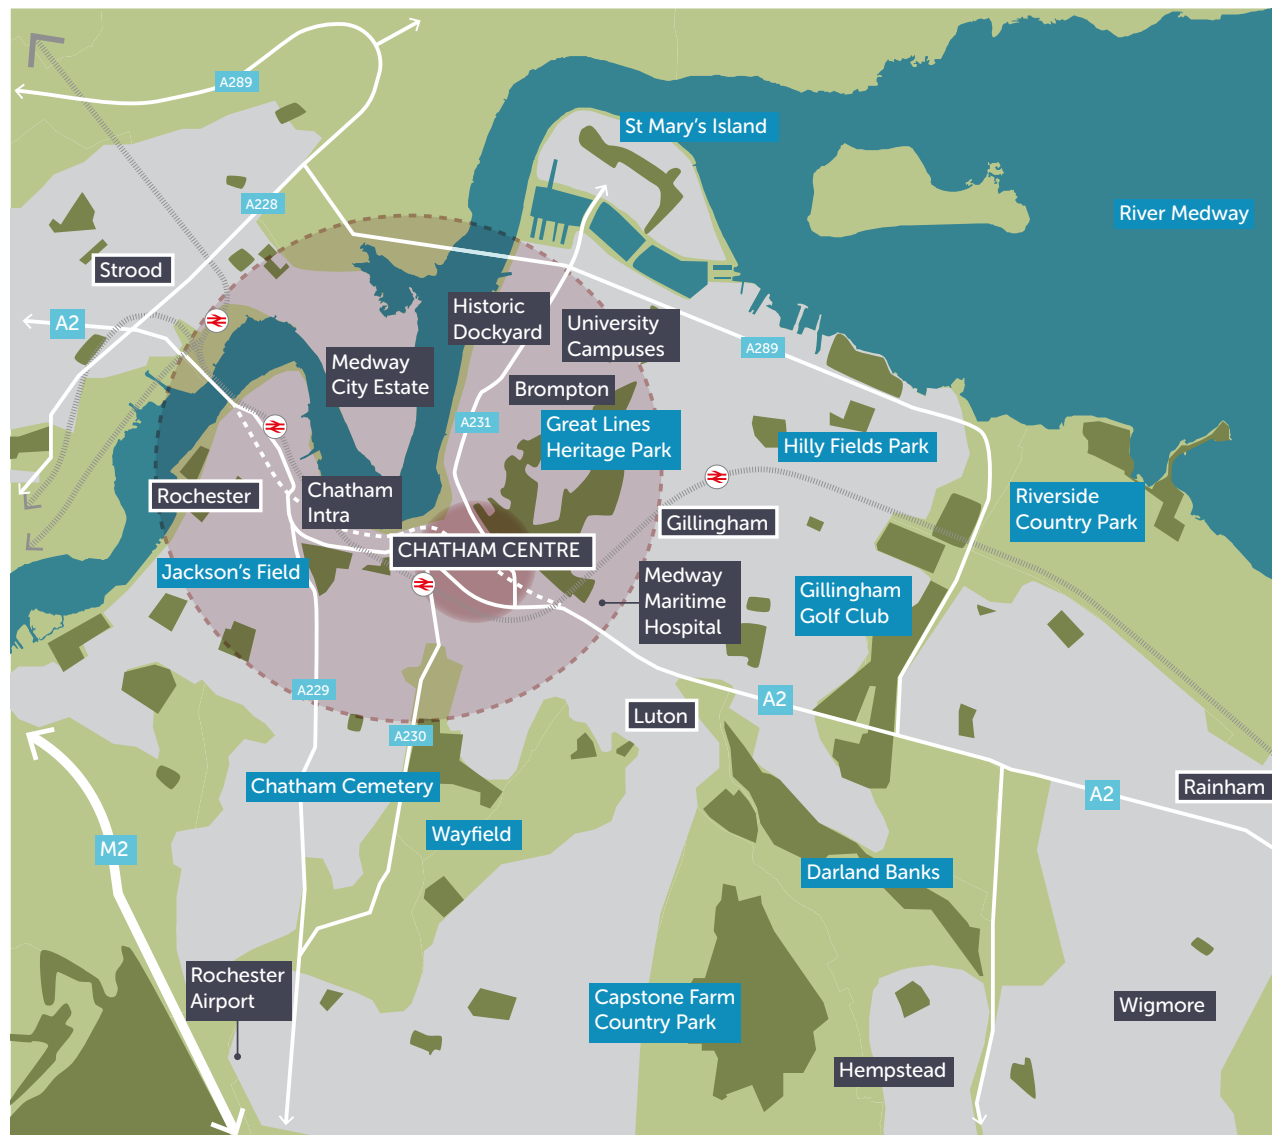 A289
St Mary's Island
A228
River Medway
Strood
A2
Historic
Dockyard
University
Campuses
A289
Medway
City Estate
Brompton
A231
Great Lines
Heritage Park
Hilly Fields Park
Rochester
Chatham
Intra
Gillingham
Riverside
Country Park
CHATHAM CENTRE
Jackson's Field
Medway
Maritime
Hospital
Gillingham
Golf Club
A229
A2
Luton
A230
Chatham Cemetery
Rainham
A2
Wayfield
M2
Darland Banks
Rochester
Airport
Capstone Farm
Country Park
Wigmore
Hempstead